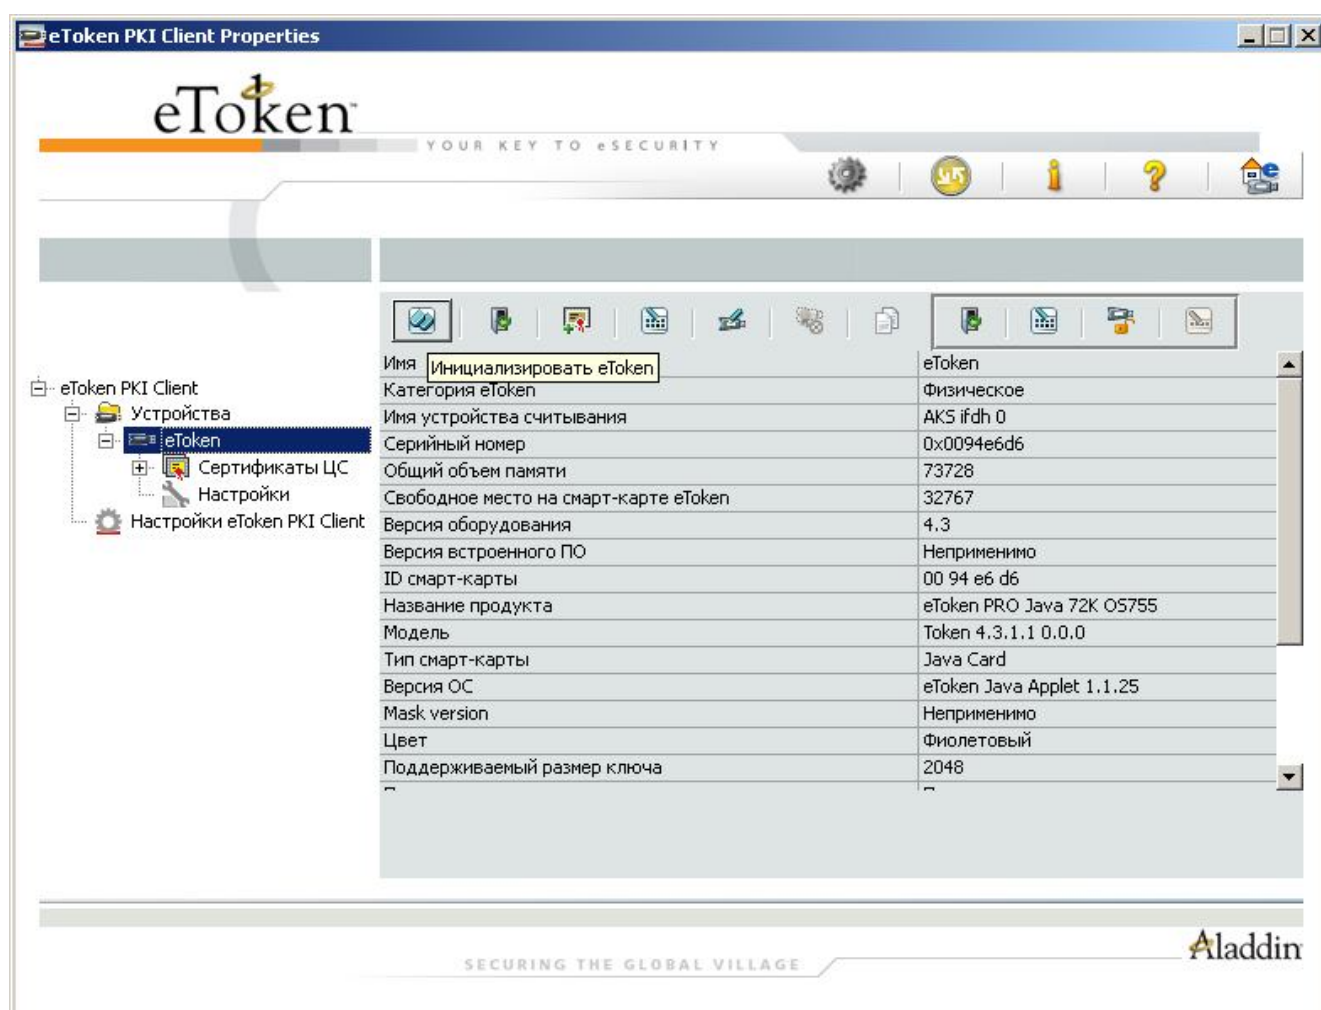 eToken PKI Client Properties
eToken
YOUR KEY TO eSECURITY
Имя eToken
Инициализировать eToken
Категория eToken Физическое
Имя устройства считывания AKS ifdh 0
Серийный номер 0x0094e6d6
Общий объем памяти 73728
Свободное место на смарт-карте eToken 32767
Версия оборудования 4.3
Версия встроенного ПО Неприменимо
ID смарт-карты 00 94 e6 d6
Название продукта eToken PRO Java 72K OS755
Модель Token 4.3.1.1 0.0.0
Тип смарт-карты Java Card
Версия ОС eToken Java Applet 1.1.25
Mask version Неприменимо
Цвет Фиолетовый
Поддерживаемый размер ключа 2048
eToken PKI Client
Устройства
eToken
Сертификаты ЦС
Настройки
Настройки eToken PKI Client
Aladdin
SECURING THE GLOBAL VILLAGE